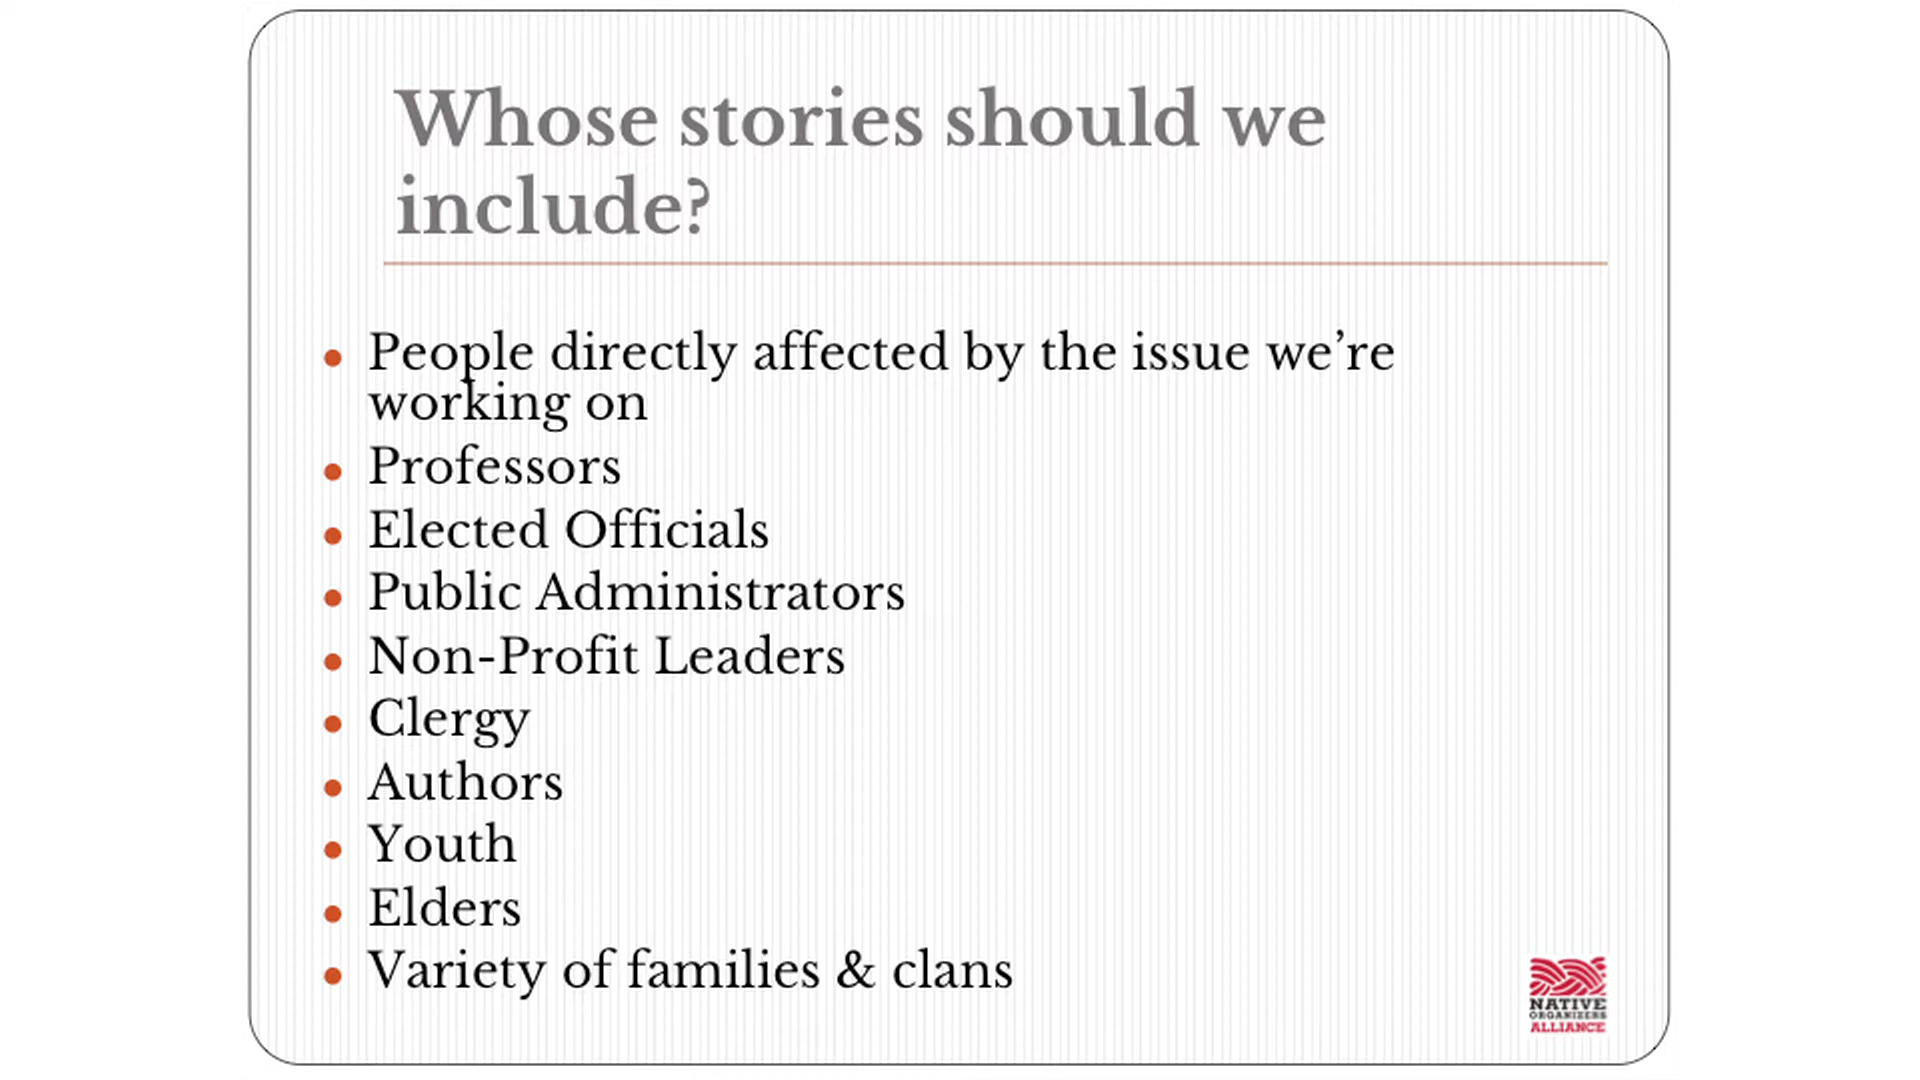 Whose stories should we
include?
• People directly affected by the issue we’re
working on
• Professors
• Elected Officials
• Public Administrators
• Non-Profit Leaders
• Clergy
• Authors
• Youth
• Elders
• Variety of families & clans
NATIVE
ORGANIZERS
ALLIANCE